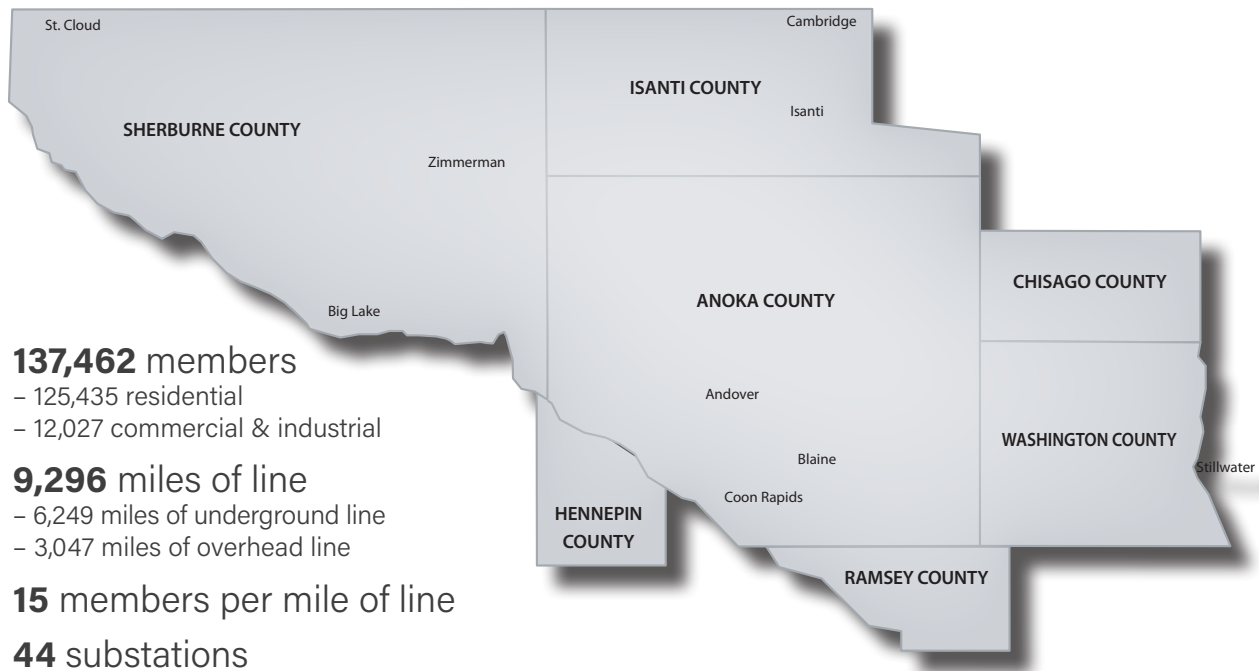 St. Cloud
Cambridge
ISANTI COUNTY
Isanti
SHERBURNE COUNTY
Zimmerman
CHISAGO COUNTY
ANOKA COUNTY
Big Lake
Andover
WASHINGTON COUNTY
Blaine
Stillwater
Coon Rapids
HENNEPIN
COUNTY
RAMSEY COUNTY
137,462 members
– 125,435 residential
– 12,027 commercial & industrial
9,296 miles of line
– 6,249 miles of underground line
– 3,047 miles of overhead line
15 members per mile of line
44 substations